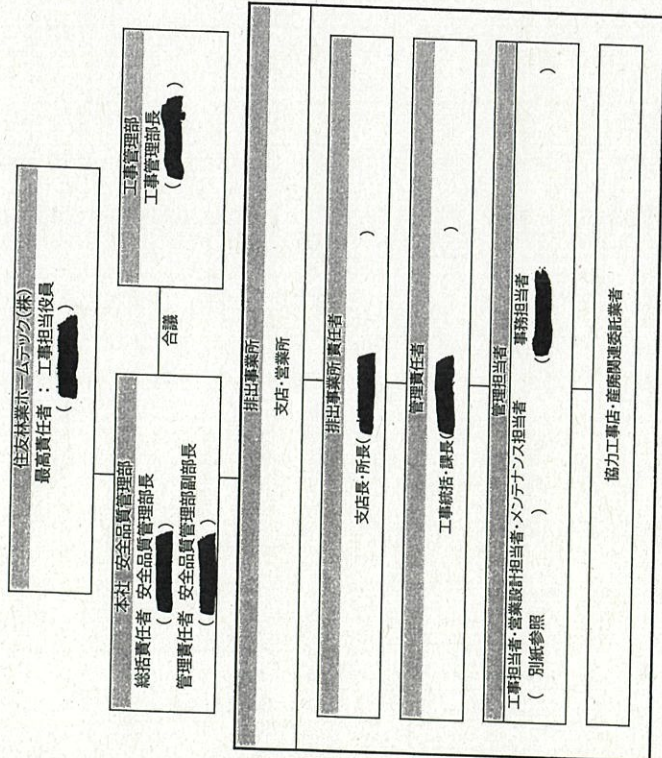 住友林業ホームテック(株)
最高責任者 : 工事担当役員
( )
本社 安全品質管理部
総括責任者 安全品質管理部長
( )
管理責任者 安全品質管理部副部長
( )
合議
工事管理部
工事管理部長
( )
排出事業所
支店・営業所
排出事業所責任者
支店長・所長( )
管理責任者
工事統括・課長( )
管理担当者
工事担当者・営業設計担当者・メンテナンス担当者
( 別紙参照 )
事務担当者
( )
協力工事店・産廃関連委託業者